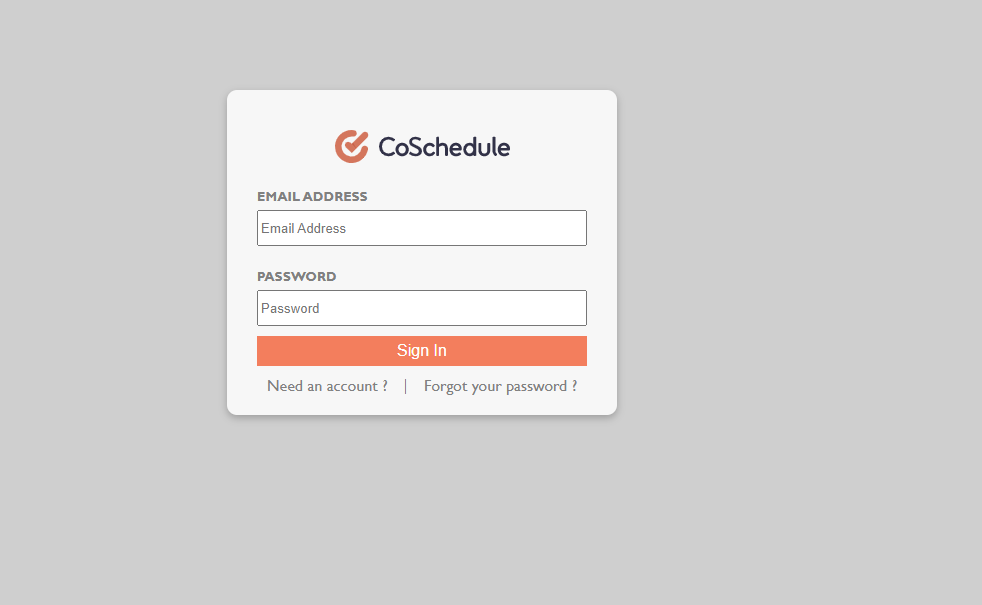 CoSchedule
EMAIL ADDRESS
Email Address
PASSWORD
Password
Sign In
Need an account ? | Forgot your password ?